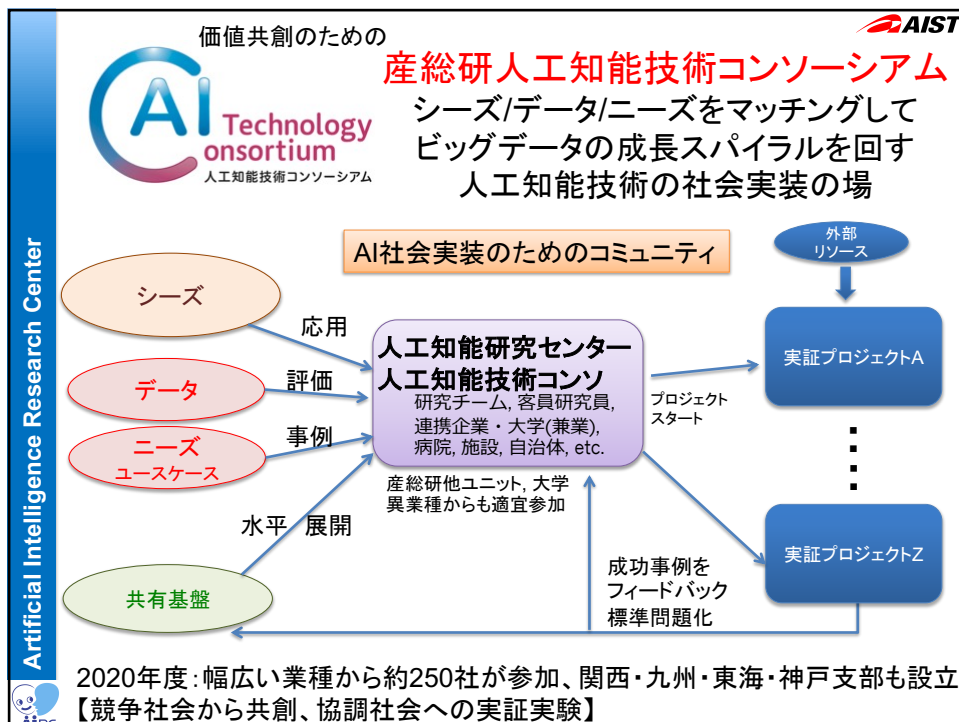 価値共創のための
AIST
AI Technology
Consortium
人工知能技術コンソーシアム
産総研人工知能技術コンソーシアム
シーズ/データ/ニーズをマッチングして
ビッグデータの成長スパイラルを回す
人工知能技術の社会実装の場
Artificial Intelligence Research Center
AI社会実装のためのコミュニティ
外部
リソース
シーズ
応用
データ
評価
ニーズ
ユースケース
事例
水平 展開
共有基盤
人工知能研究センター
人工知能技術コンソ
研究チーム, 客員研究員,
連携企業・大学(兼業),
病院, 施設, 自治体, etc.
産総研他ユニット, 大学
異業種からも適宜参加
プロジェクト
スタート
実証プロジェクトA
実証プロジェクトZ
成功事例を
フィードバック
標準問題化
2020年度:幅広い業種から約250社が参加、関西・九州・東海・神戸支部も設立
【競争社会から共創、協調社会への実証実験】